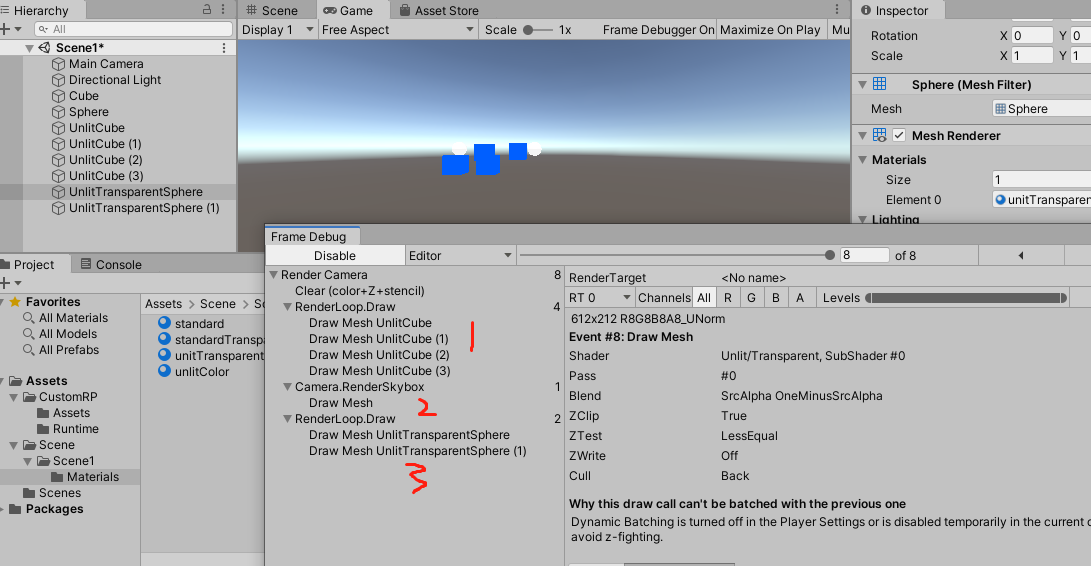 Hierarchy
Scene
Game
Asset Store
Inspector
All
Display 1
Free Aspect
Scale
1x
Frame Debugger On
Maximize On Play
Mu
Scene1*
Main Camera
Directional Light
Cube
Sphere
UnlitCube
UnlitCube (1)
UnlitCube (2)
UnlitCube (3)
UnlitTransparentSphere
UnlitTransparentSphere (1)
Rotation
X 0
Y 0
Scale
X 1
Y 1
Sphere (Mesh Filter)
Mesh
Sphere
Mesh Renderer
Materials
Size
1
Element 0
unitTransparen
Lighting
Project
Console
Favorites
All Materials
All Models
All Prefabs
Assets
CustomRP
Assets
Runtime
Scene
Scene1
Materials
Scenes
Packages
Assets > Scene >
standard
standardTranspa
unitTransparent
unlitColor
Frame Debug
Disable
Editor
8
of 8
Render Camera 8
Clear (color+Z+stencil)
RenderLoop.Draw 4
Draw Mesh UnlitCube
Draw Mesh UnlitCube (1)
Draw Mesh UnlitCube (2)
Draw Mesh UnlitCube (3)
1
Camera.RenderSkybox 1
Draw Mesh
2
RenderLoop.Draw 2
Draw Mesh UnlitTransparentSphere
Draw Mesh UnlitTransparentSphere (1)
3
RenderTarget <No name>
RT 0
Channels
All
R
G
B
A
Levels
612x212 R8G8B8A8_UNorm
Event #8: Draw Mesh
Shader Unlit/Transparent, SubShader #0
Pass #0
Blend SrcAlpha OneMinusSrcAlpha
ZClip True
ZTest LessEqual
ZWrite Off
Cull Back
Why this draw call can't be batched with the previous one
Dynamic Batching is turned off in the Player Settings or is disabled temporarily in the current
avoid z-fighting.